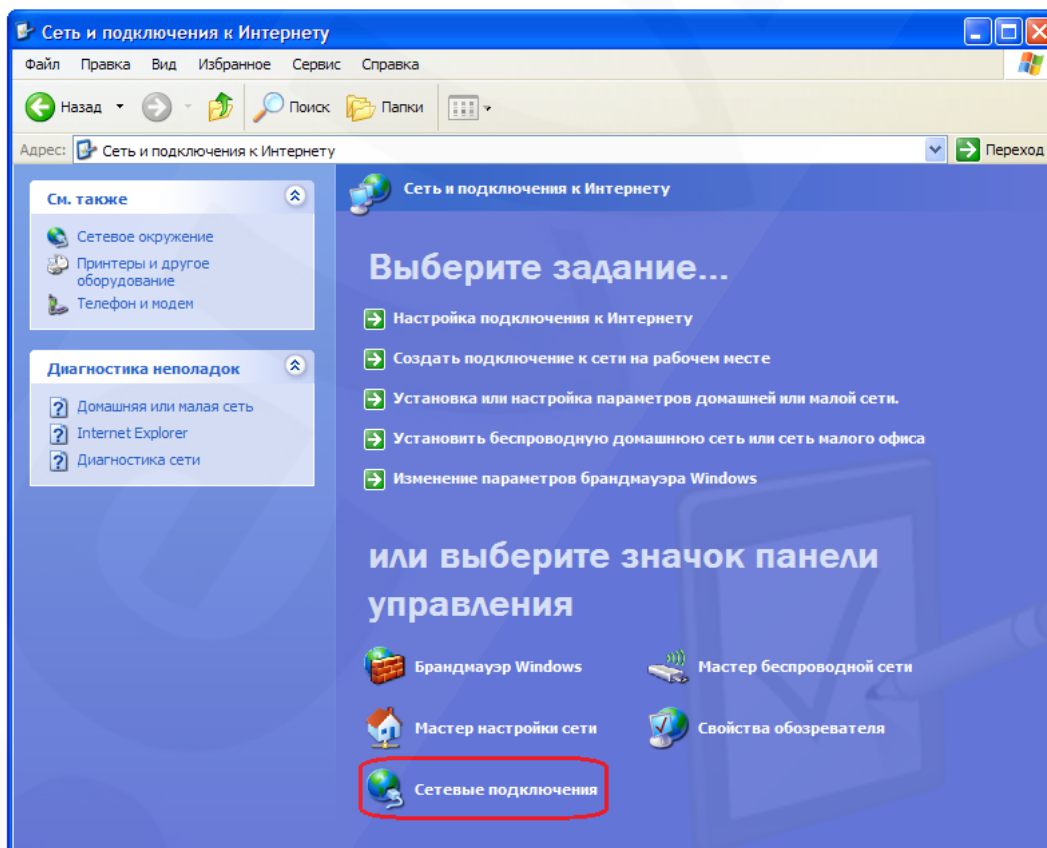 Сеть и подключения к Интернету
Файл Правка Вид Избранное Сервис Справка
Назад Поиск Папки
Адрес: Сеть и подключения к Интернету Переход
См. также
Сетевое окружение
Принтеры и другое
оборудование
Телефон и модем
Диагностика неполадок
Домашняя или малая сеть
Internet Explorer
Диагностика сети
Сеть и подключения к Интернету
Выберите задание...
Настройка подключения к Интернету
Создать подключение к сети на рабочем месте
Установка или настройка параметров домашней или малой сети.
Установить беспроводную домашнюю сеть или сеть малого офиса
Изменение параметров брандмауэра Windows
или выберите значок панели
управления
Брандмауэр Windows Мастер беспроводной сети
Мастер настройки сети Свойства обозревателя
Сетевые подключения